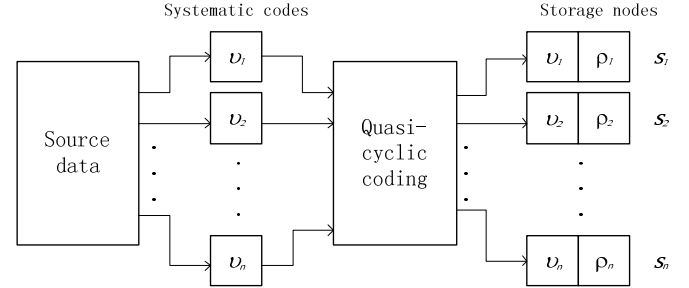 Systematic codes
Storage nodes
υ₁
υ₁ ρ₁ s₁
υ₂
υ₂ ρ₂ s₂
Source
data
Quasi-
cyclic
coding
υₙ
υₙ ρₙ sₙ